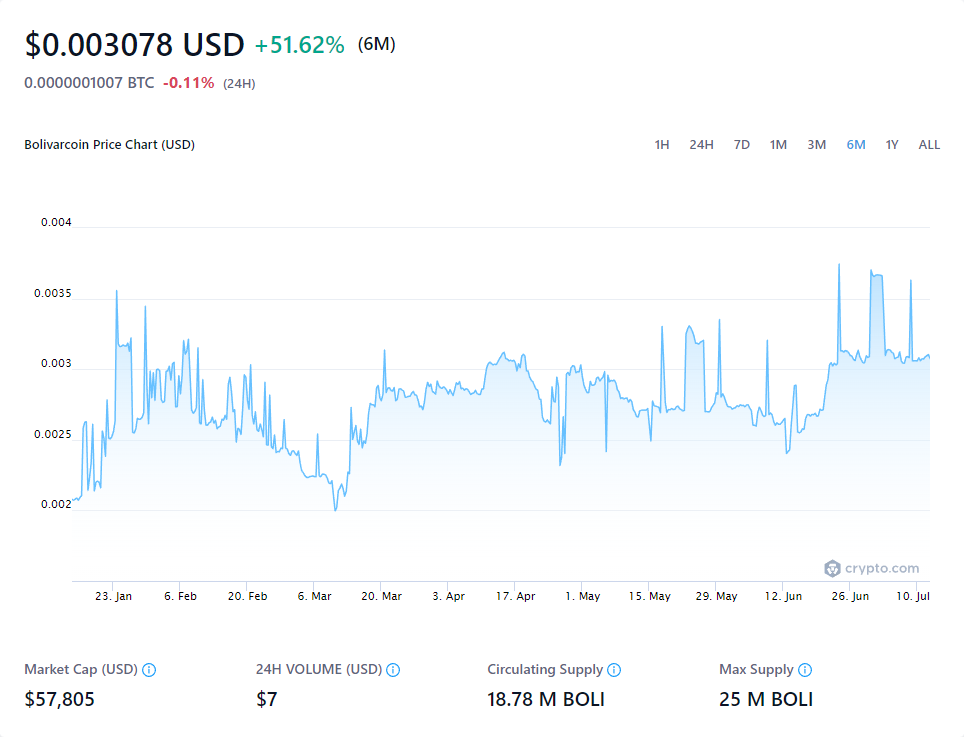 $0.003078 USD +51.62% (6M)
0.0000001007 BTC -0.11% (24H)
Bolivarcoin Price Chart (USD) 1H 24H 7D 1M 3M 6M 1Y ALL
0.004
0.0035
0.003
0.0025
0.002
crypto.com
23. Jan 6. Feb 20. Feb 6. Mar 20. Mar 3. Apr 17. Apr 1. May 15. May 29. May 12. Jun 26. Jun 10. Jul
Market Cap (USD) 24H VOLUME (USD) Circulating Supply Max Supply
$57,805 $7 18.78 M BOLI 25 M BOLI